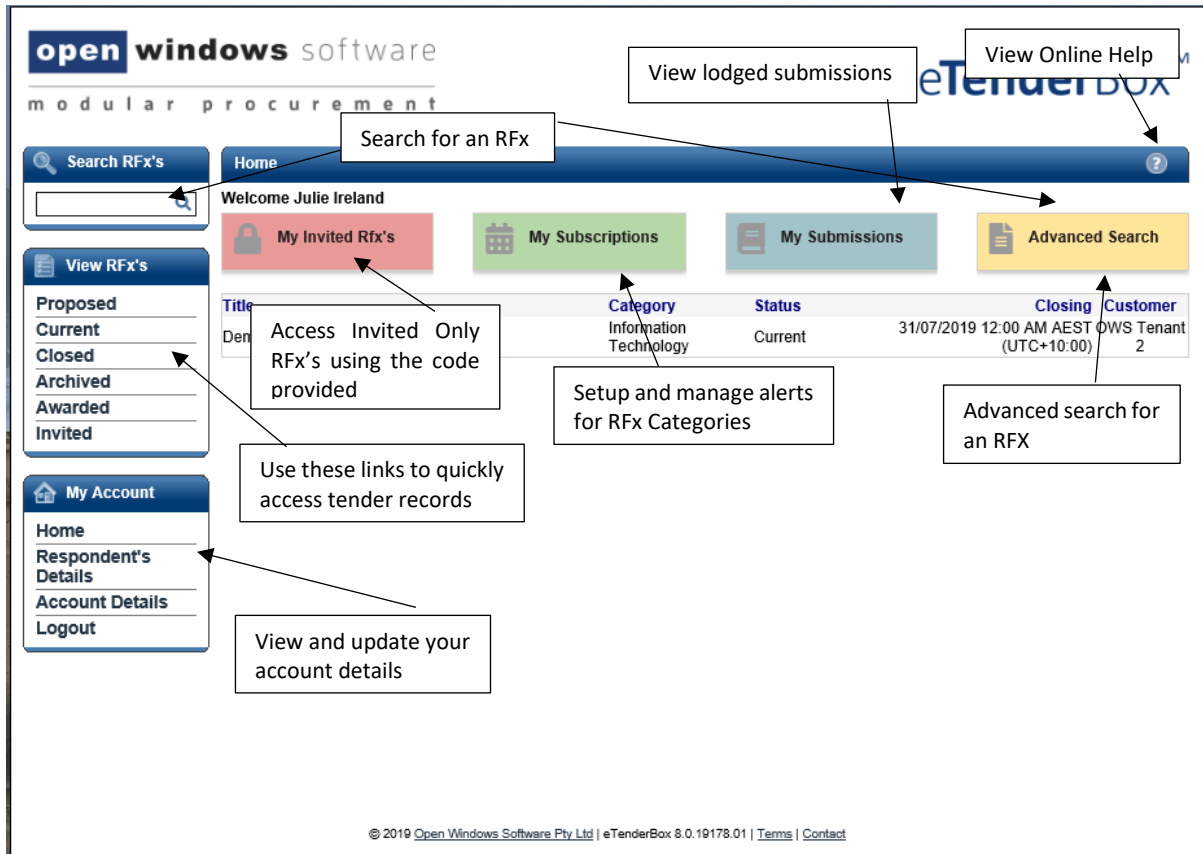 open windows software
modular procurement
eTenderBox
View lodged submissions
View Online Help
Search for an RFx
Search RFx's
Home
Welcome Julie Ireland
My Invited Rfx's
My Subscriptions
My Submissions
Advanced Search
View RFx's
Proposed
Current
Closed
Archived
Awarded
Invited
Title Category Status Closing Customer
Information
Technology
Current
31/07/2019 12:00 AM AEST
(UTC+10:00)
OWS Tenant
2
Access Invited Only
RFx's using the code
provided
Setup and manage alerts
for RFx Categories
Advanced search for
an RFX
Use these links to quickly
access tender records
My Account
Home
Respondent's
Details
Account Details
Logout
View and update your
account details
© 2019 Open Windows Software Pty Ltd | eTenderBox 8.0.19178.01 | Terms | Contact